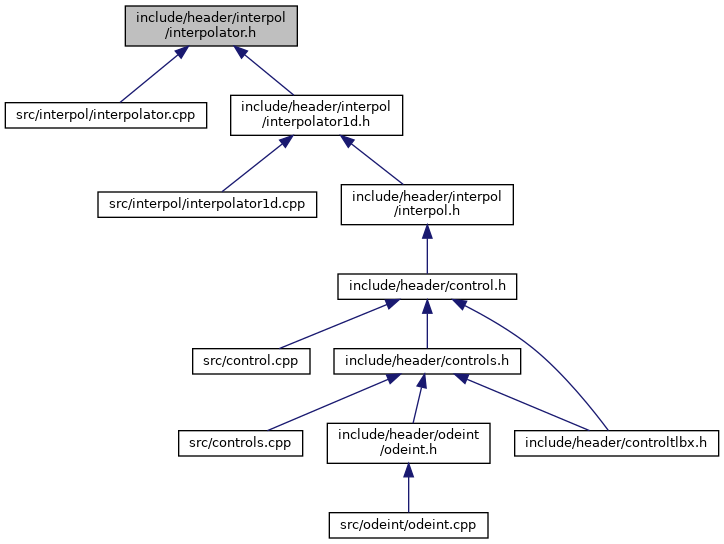 include/header/interpol
/interpolator.h
src/interpol/interpolator.cpp
include/header/interpol
/interpolator1d.h
src/interpol/interpolator1d.cpp
include/header/interpol
/interpol.h
include/header/control.h
src/control.cpp
include/header/controls.h
src/controls.cpp
include/header/odeint
/odeint.h
include/header/controltlbx.h
src/odeint/odeint.cpp